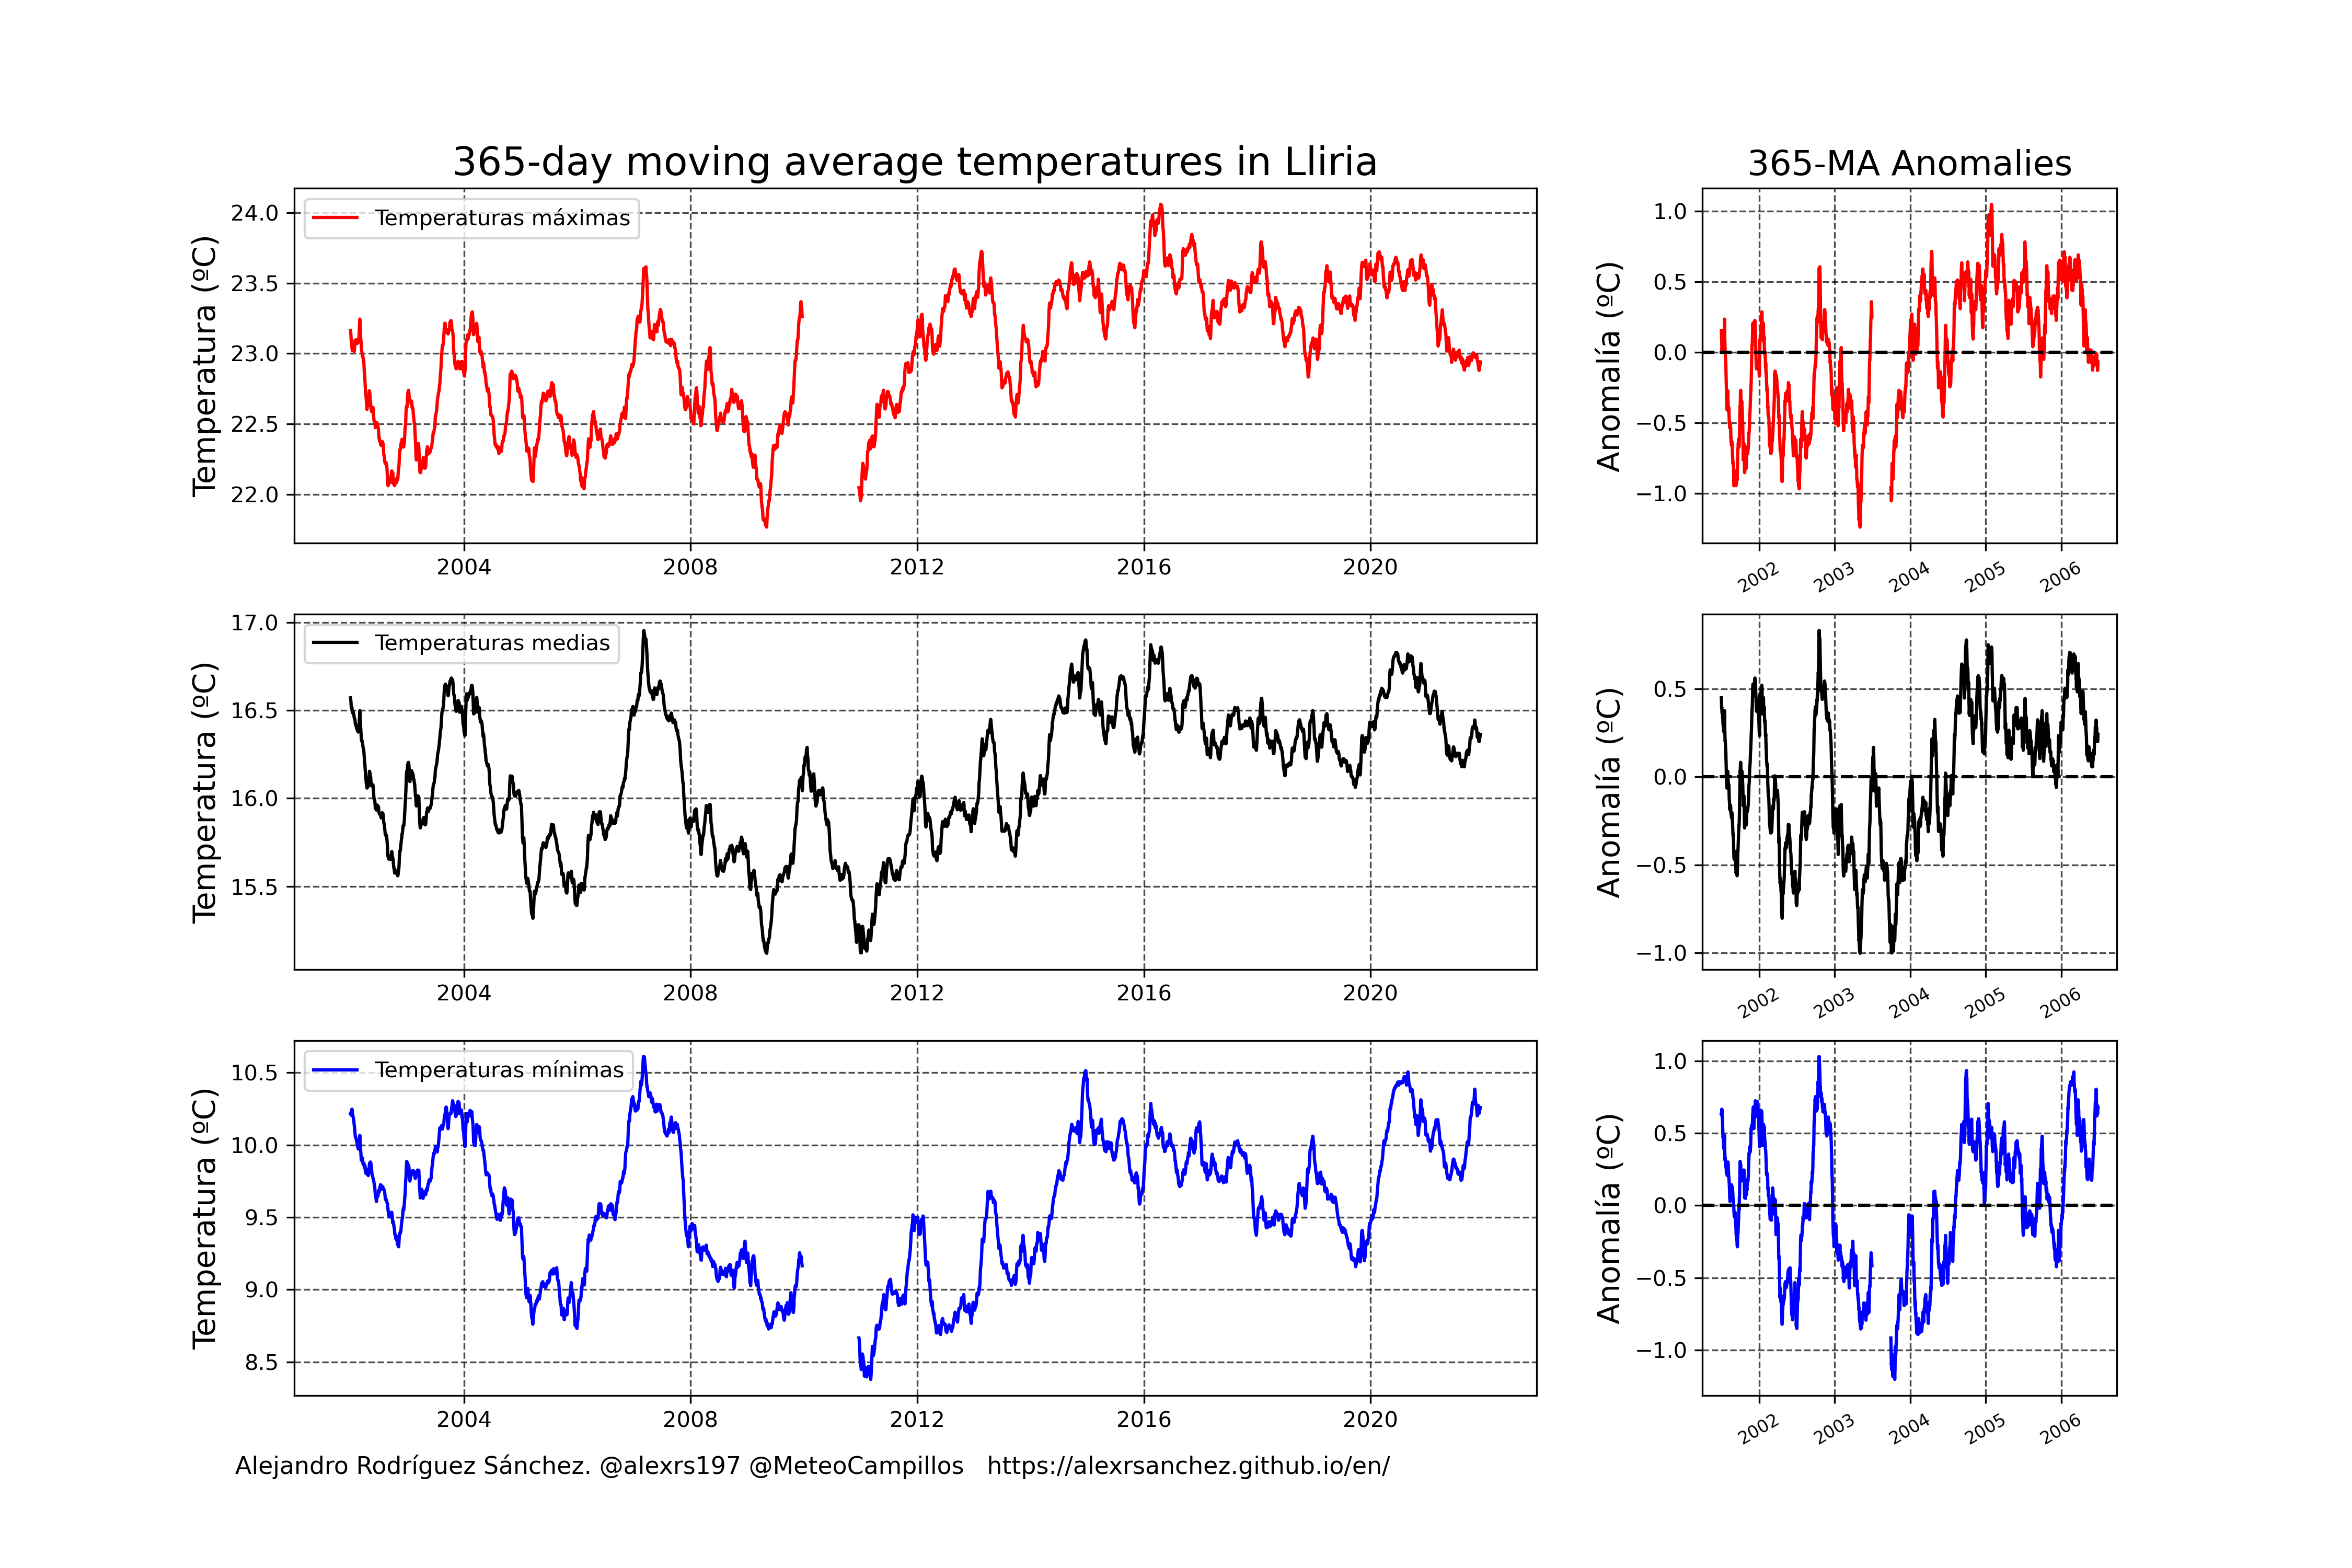 365-day moving average temperatures in Lliria
365-MA Anomalies
Temperatura (ºC)
24.0
23.5
23.0
22.5
22.0
Temperaturas máximas
2004 2008 2012 2016 2020
Anomalía (ºC)
1.0
0.5
0.0
−0.5
−1.0
2002 2003 2004 2005 2006
Temperatura (ºC)
17.0
16.5
16.0
15.5
Temperaturas medias
2004 2008 2012 2016 2020
Anomalía (ºC)
0.5
0.0
−0.5
−1.0
2002 2003 2004 2005 2006
Temperatura (ºC)
10.5
10.0
9.5
9.0
8.5
Temperaturas mínimas
2004 2008 2012 2016 2020
Anomalía (ºC)
1.0
0.5
0.0
−0.5
−1.0
2002 2003 2004 2005 2006
Alejandro Rodríguez Sánchez. @alexrs197 @MeteoCampillos https://alexrsanchez.github.io/en/